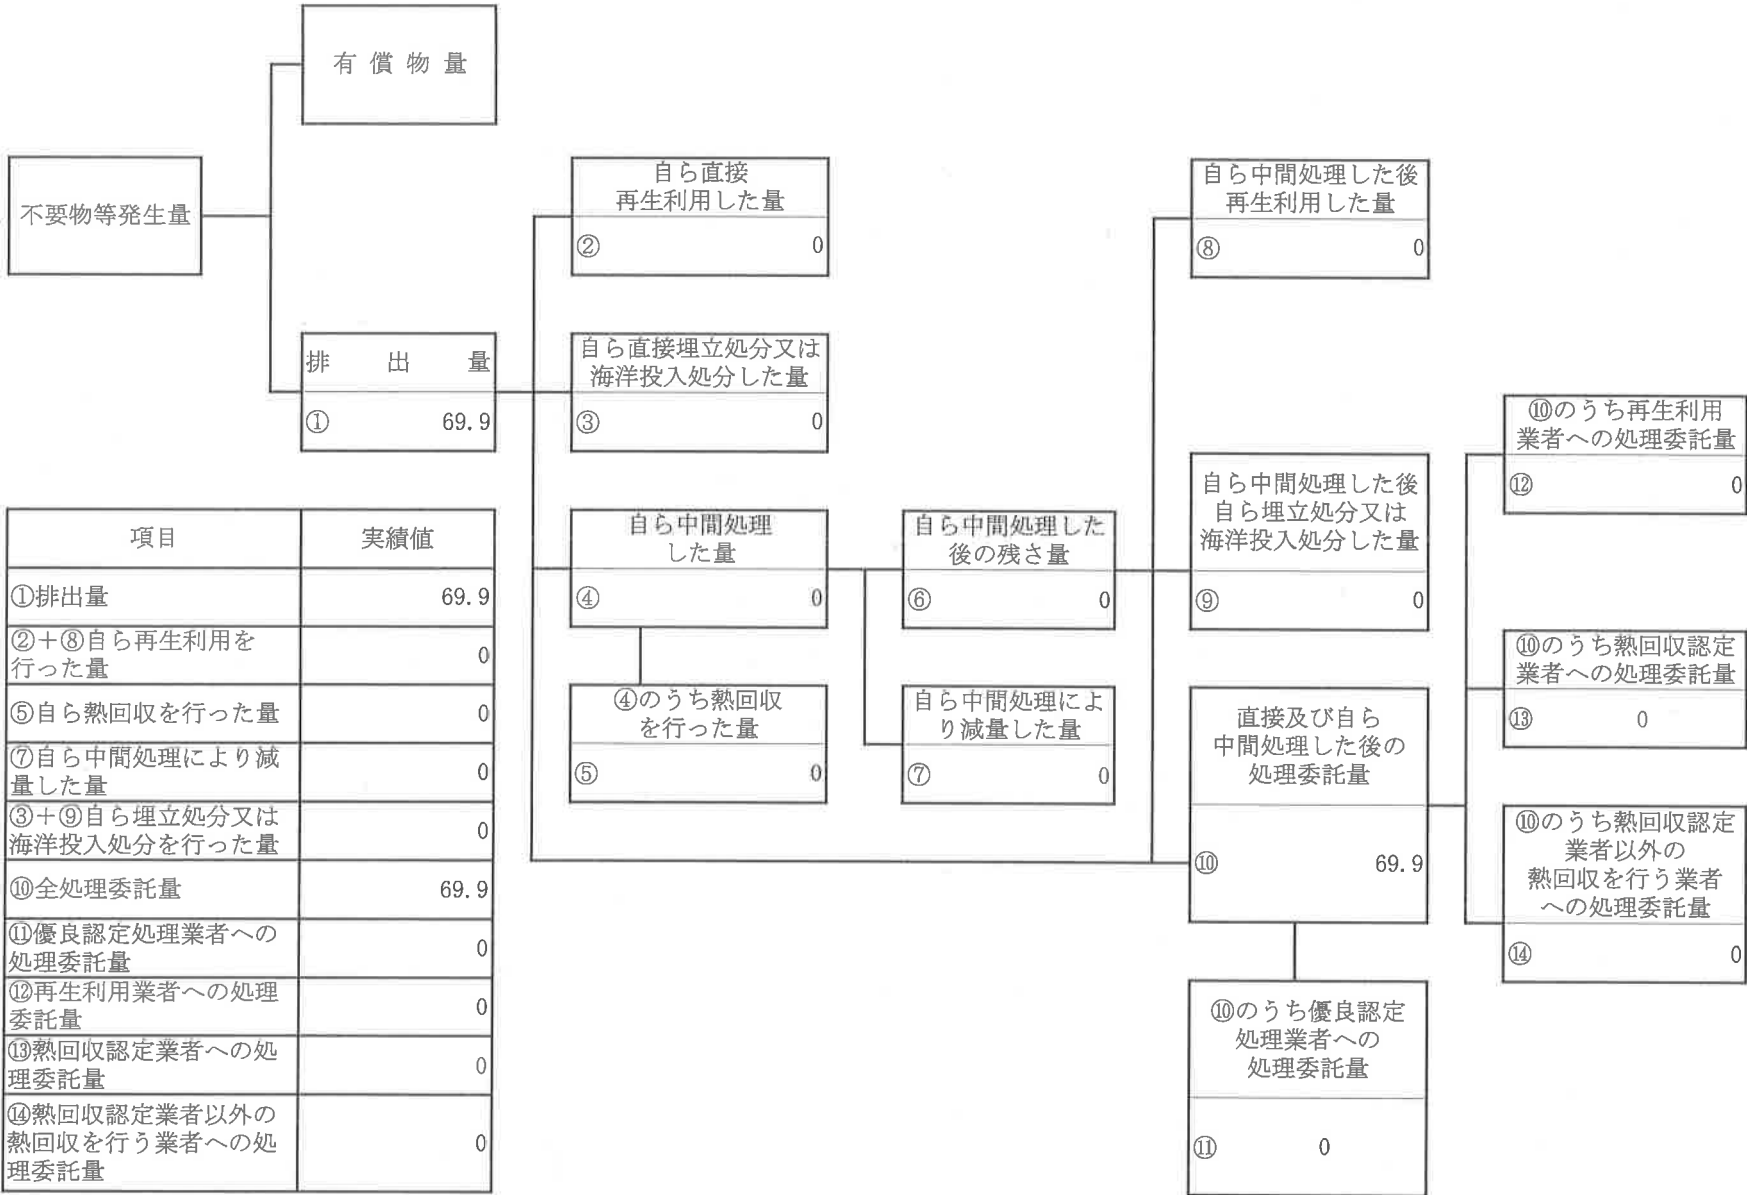 有償物量
不要物等発生量
排出量
① 69.9
自ら直接
再生利用した量
② 0
自ら直接埋立処分又は
海洋投入処分した量
③ 0
自ら中間処理
した量
④ 0
④のうち熱回収
を行った量
⑤ 0
自ら中間処理した
後の残さ量
⑥ 0
自ら中間処理によ
り減量した量
⑦ 0
自ら中間処理した後
再生利用した量
⑧ 0
自ら中間処理した後
自ら埋立処分又は
海洋投入処分した量
⑨ 0
直接及び自ら
中間処理した後の
処理委託量
⑩ 69.9
⑩のうち優良認定
処理業者への
処理委託量
⑪ 0
⑩のうち再生利用
業者への処理委託量
⑫ 0
⑩のうち熱回収認定
業者への処理委託量
⑬ 0
⑩のうち熱回収認定
業者以外の
熱回収を行う業者
への処理委託量
⑭ 0
項目 実績値
①排出量 69.9
②+⑧自ら再生利用を
行った量 0
⑤自ら熱回収を行った量 0
⑦自ら中間処理により減
量した量 0
③+⑨自ら埋立処分又は
海洋投入処分を行った量 0
⑩全処理委託量 69.9
⑪優良認定処理業者への
処理委託量 0
⑫再生利用業者への処理
委託量 0
⑬熱回収認定業者への処
理委託量 0
⑭熱回収認定業者以外の
熱回収を行う業者への処
理委託量 0